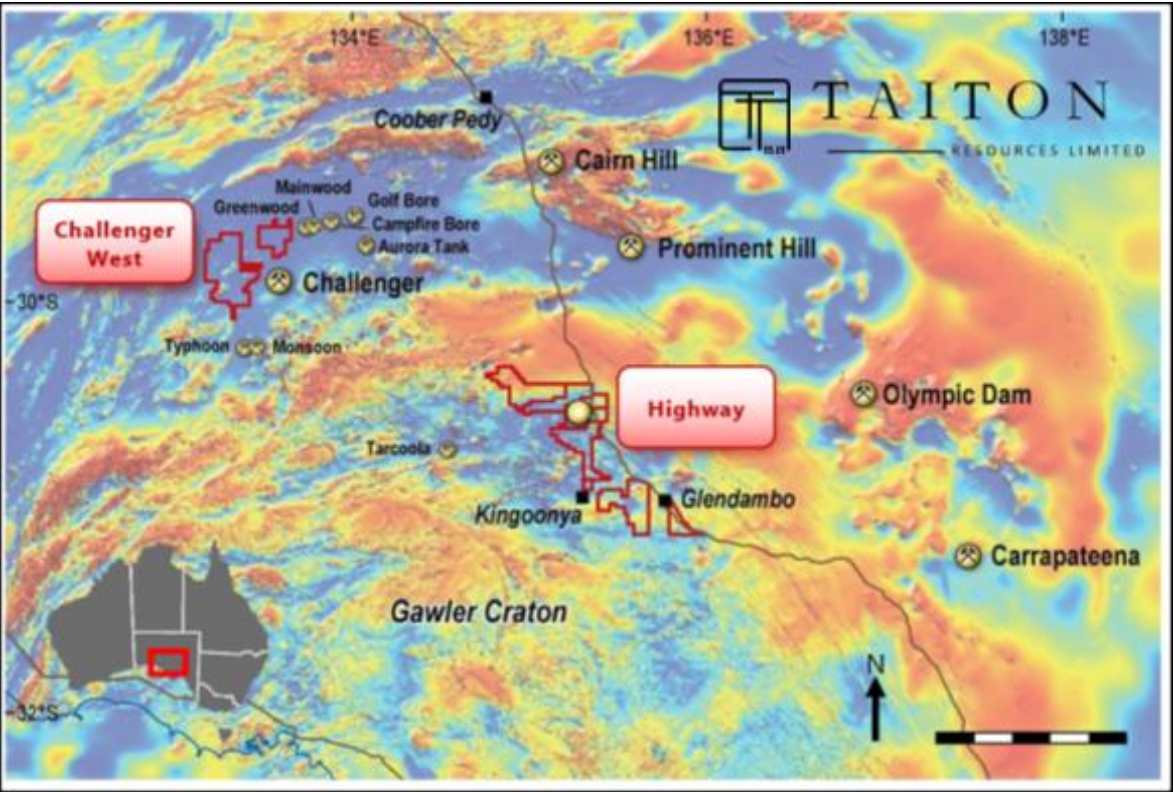 134°E
136°E
138°E
TAITON
RESOURCES LIMITED
Coober Pedy
Cairn Hill
Mainwood
Golf Bore
Greenwood
Campfire Bore
Challenger
West
Aurora Tank
Prominent Hill
Challenger
30°S
Typhoon
Monsoon
Olympic Dam
Highway
Tarcoola
Kingoonya
Glendambo
Carrapateena
Gawler Craton
N
32°S